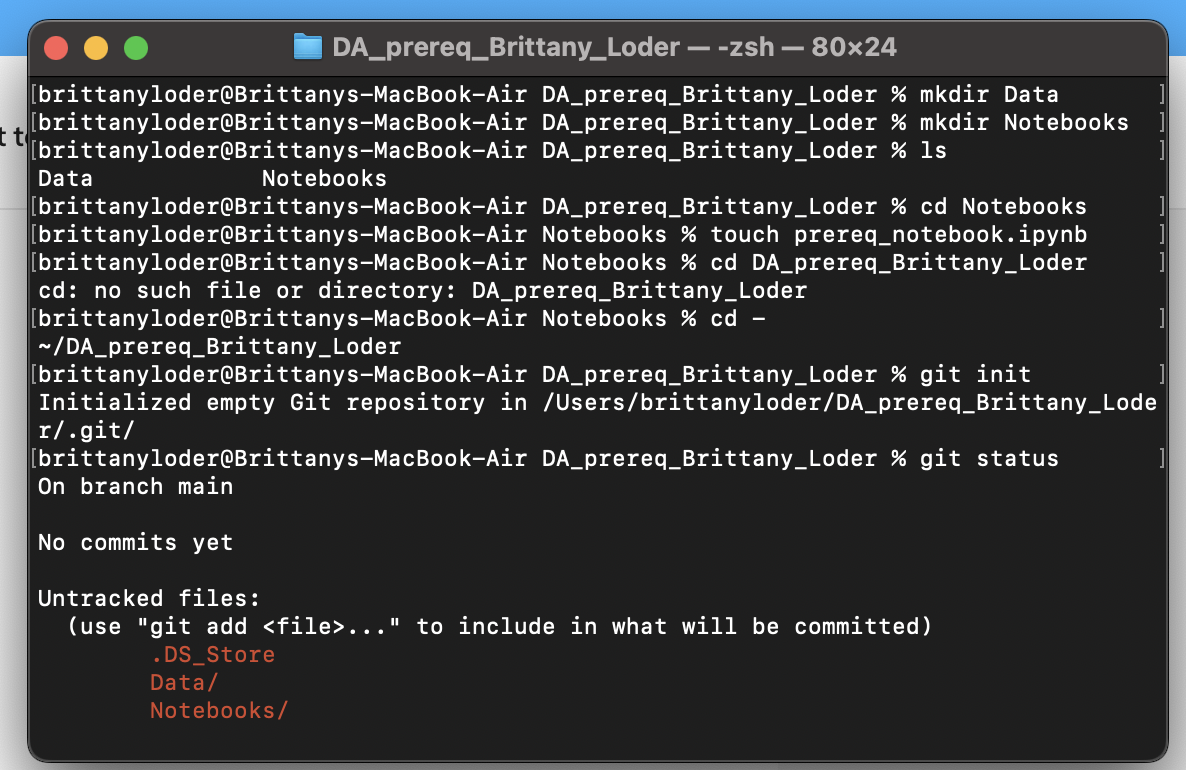 DA_prereq_Brittany_Loder — -zsh — 80×24
[brittanyloder@Brittanys-MacBook-Air DA_prereq_Brittany_Loder % mkdir Data ]
[brittanyloder@Brittanys-MacBook-Air DA_prereq_Brittany_Loder % mkdir Notebooks ]
[brittanyloder@Brittanys-MacBook-Air DA_prereq_Brittany_Loder % ls ]
Data Notebooks
[brittanyloder@Brittanys-MacBook-Air DA_prereq_Brittany_Loder % cd Notebooks ]
[brittanyloder@Brittanys-MacBook-Air Notebooks % touch prereq_notebook.ipynb ]
[brittanyloder@Brittanys-MacBook-Air Notebooks % cd DA_prereq_Brittany_Loder ]
cd: no such file or directory: DA_prereq_Brittany_Loder
[brittanyloder@Brittanys-MacBook-Air Notebooks % cd - ]
~/DA_prereq_Brittany_Loder
[brittanyloder@Brittanys-MacBook-Air DA_prereq_Brittany_Loder % git init ]
Initialized empty Git repository in /Users/brittanyloder/DA_prereq_Brittany_Lode
r/.git/
[brittanyloder@Brittanys-MacBook-Air DA_prereq_Brittany_Loder % git status ]
On branch main
No commits yet
Untracked files:
(use "git add <file>..." to include in what will be committed)
.DS_Store
Data/
Notebooks/